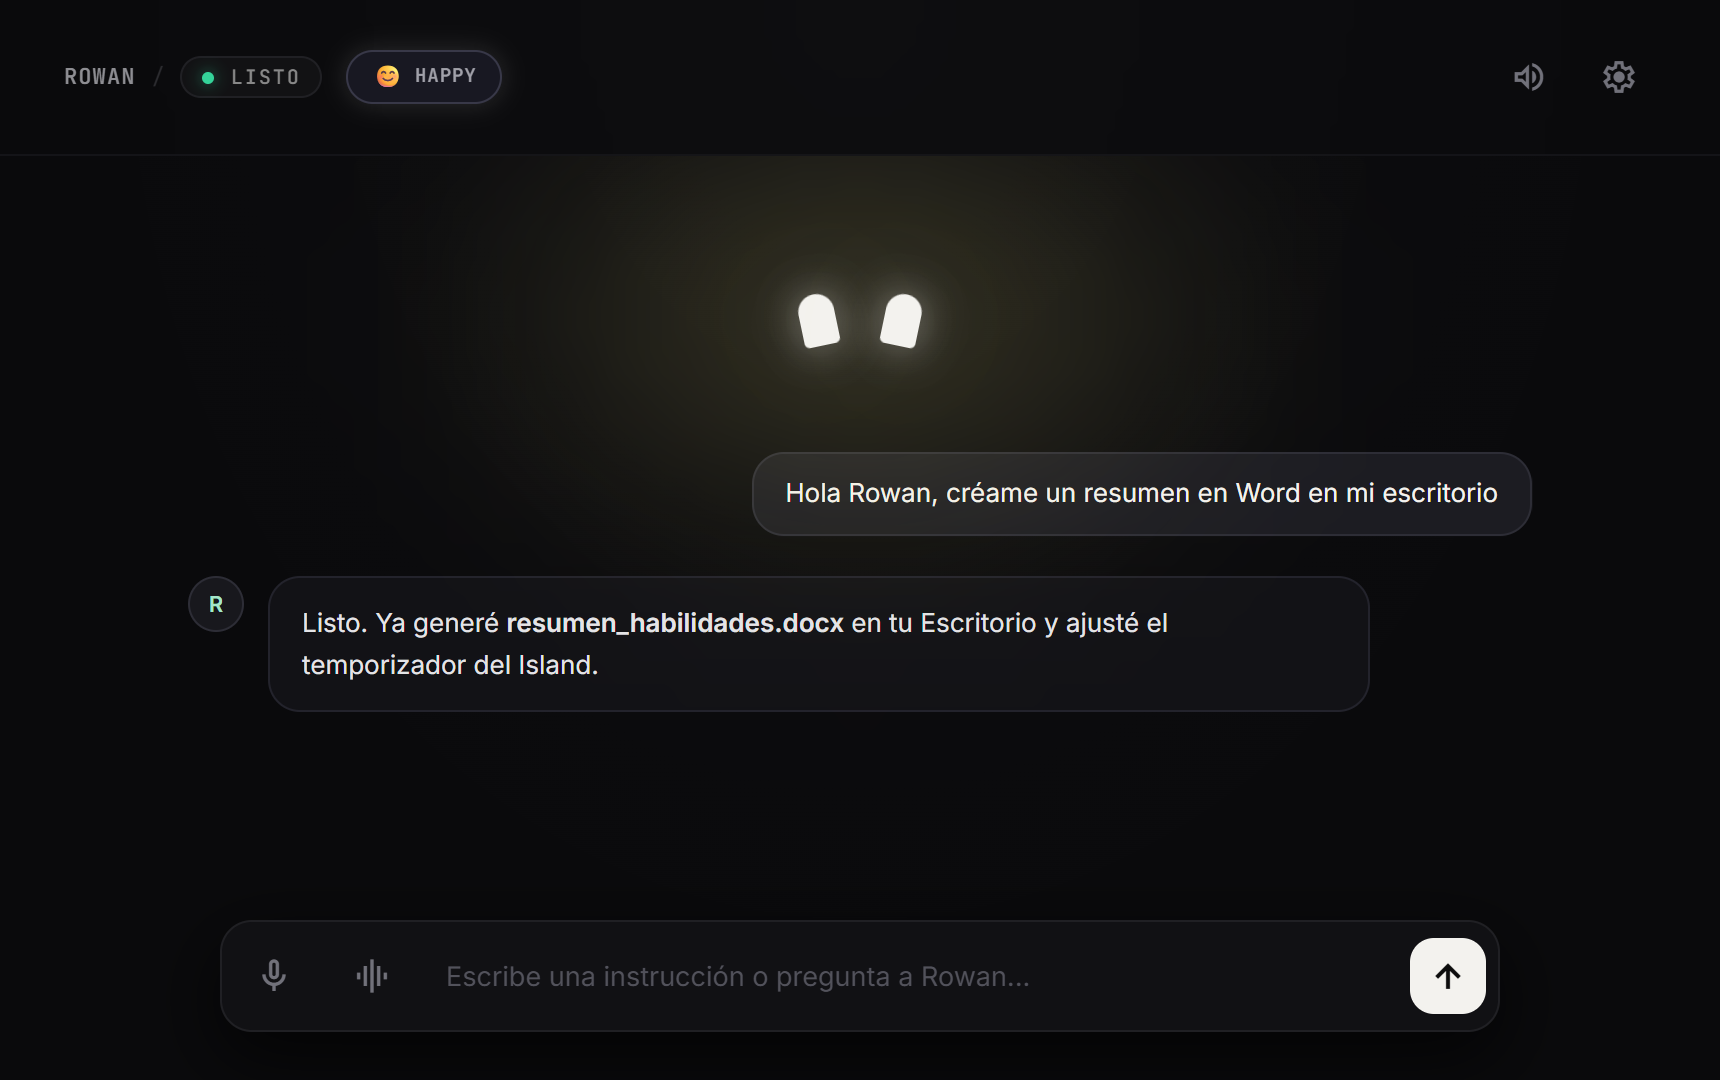 ROWAN / LISTO HAPPY
Hola Rowan, créame un resumen en Word en mi escritorio
R
Listo. Ya generé resumen_habilidades.docx en tu Escritorio y ajusté el
temporizador del Island.
Escribe una instrucción o pregunta a Rowan...